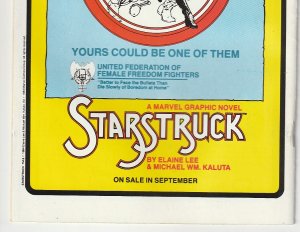 YOURS COULD BE ONE OF THEM
UNITED FEDERATION OF
FEMALE FREEDOM FIGHTERS
"Better to Face the Bullets Than
Die Slowly of Boredom at Home"
A MARVEL GRAPHIC NOVEL
STARSTRUCK
BY ELAINE LEE
& MICHAEL WM. KALUTA
ON SALE IN SEPTEMBER